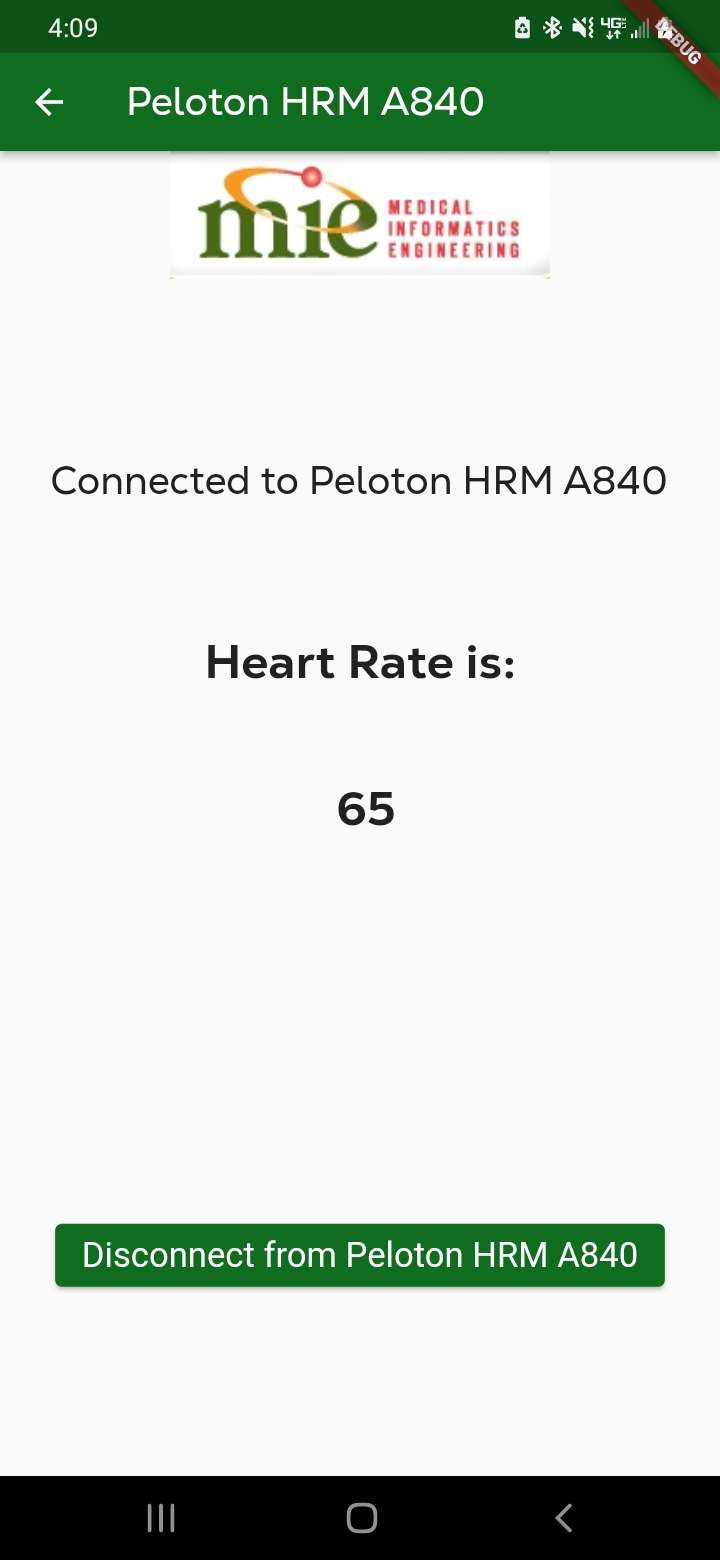 4:09
4G
Peloton HRM A840
mie
MEDICAL
INFORMATICS
ENGINEERING
Connected to Peloton HRM A840
Heart Rate is:
65
Disconnect from Peloton HRM A840